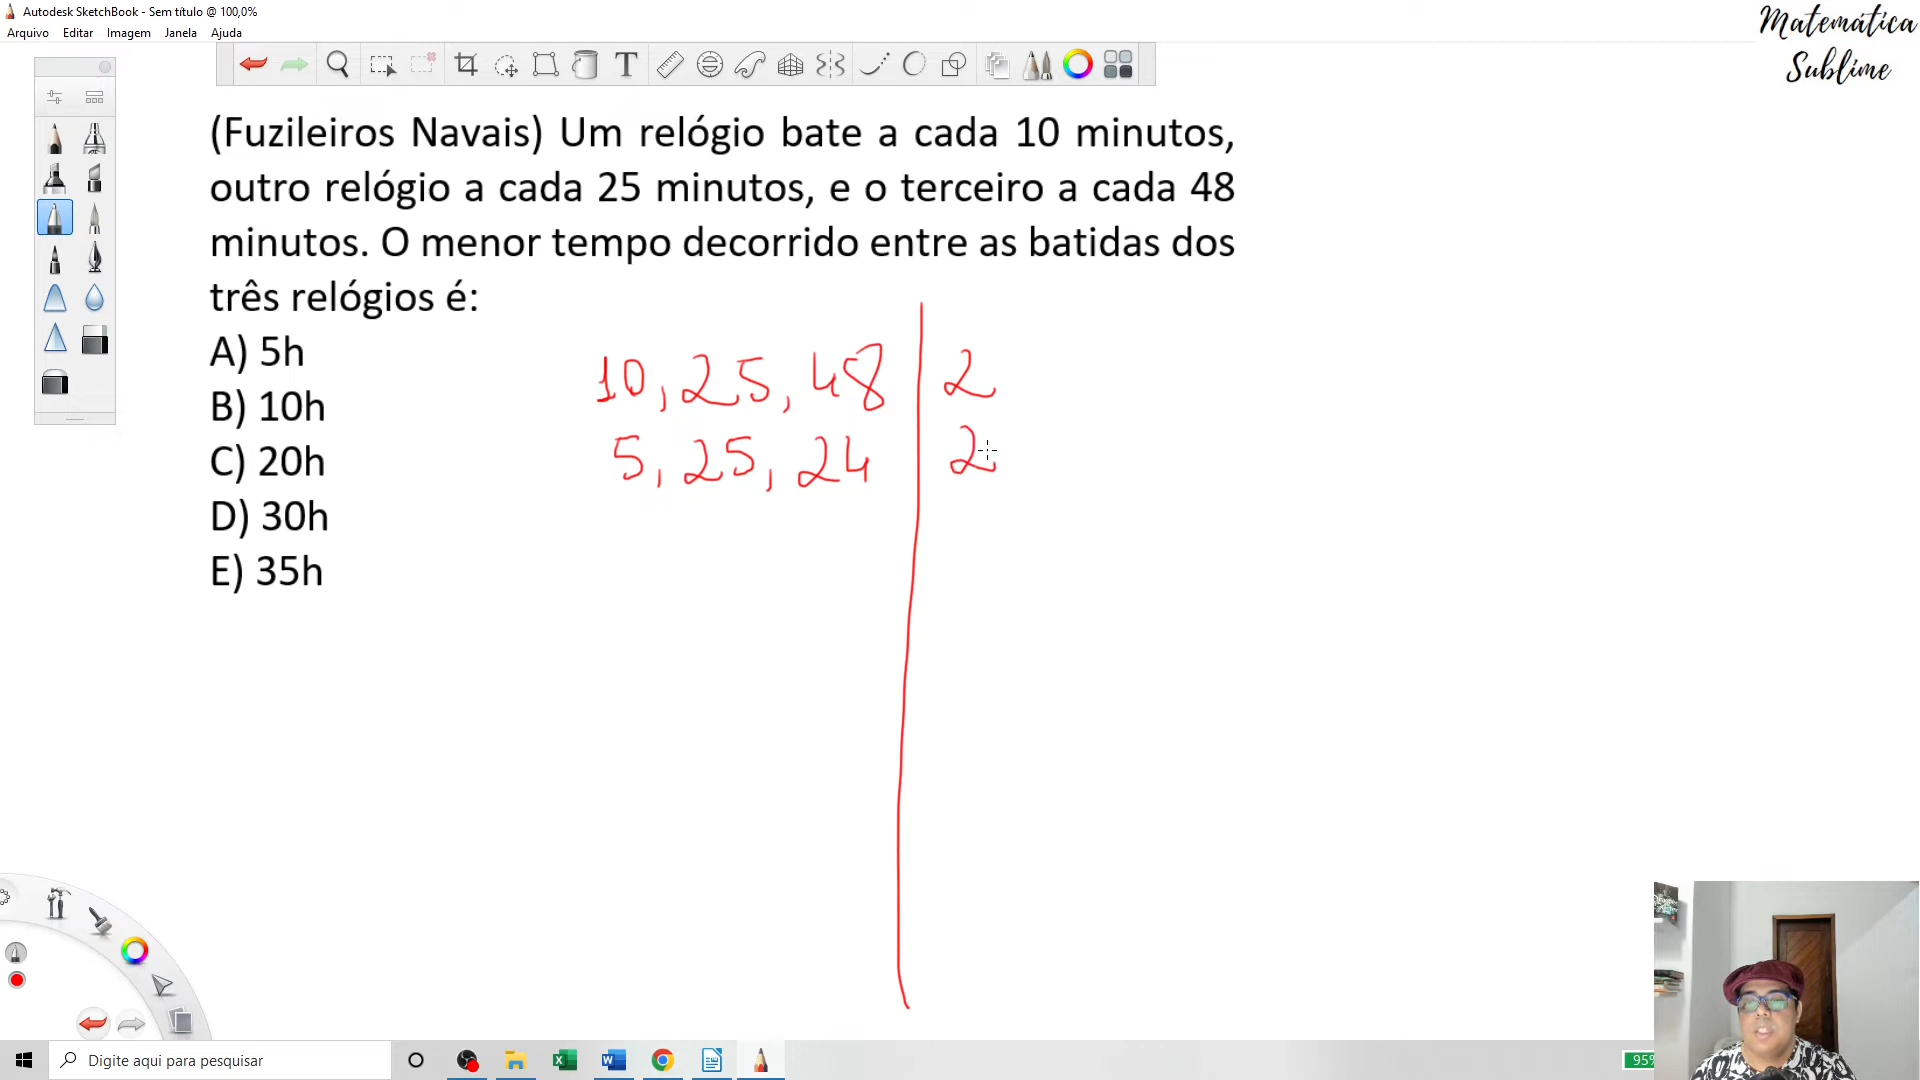 Autodesk SketchBook - Sem título @ 100,0%
Arquivo Editar Imagem Janela Ajuda
Matemática
Sublime
(Fuzileiros Navais) Um relógio bate a cada 10 minutos,
outro relógio a cada 25 minutos, e o terceiro a cada 48
minutos. O menor tempo decorrido entre as batidas dos
três relógios é:
A) 5h
B) 10h
C) 20h
D) 30h
E) 35h
10, 25, 48 2
5, 25, 24 2
Digite aqui para pesquisar
95%